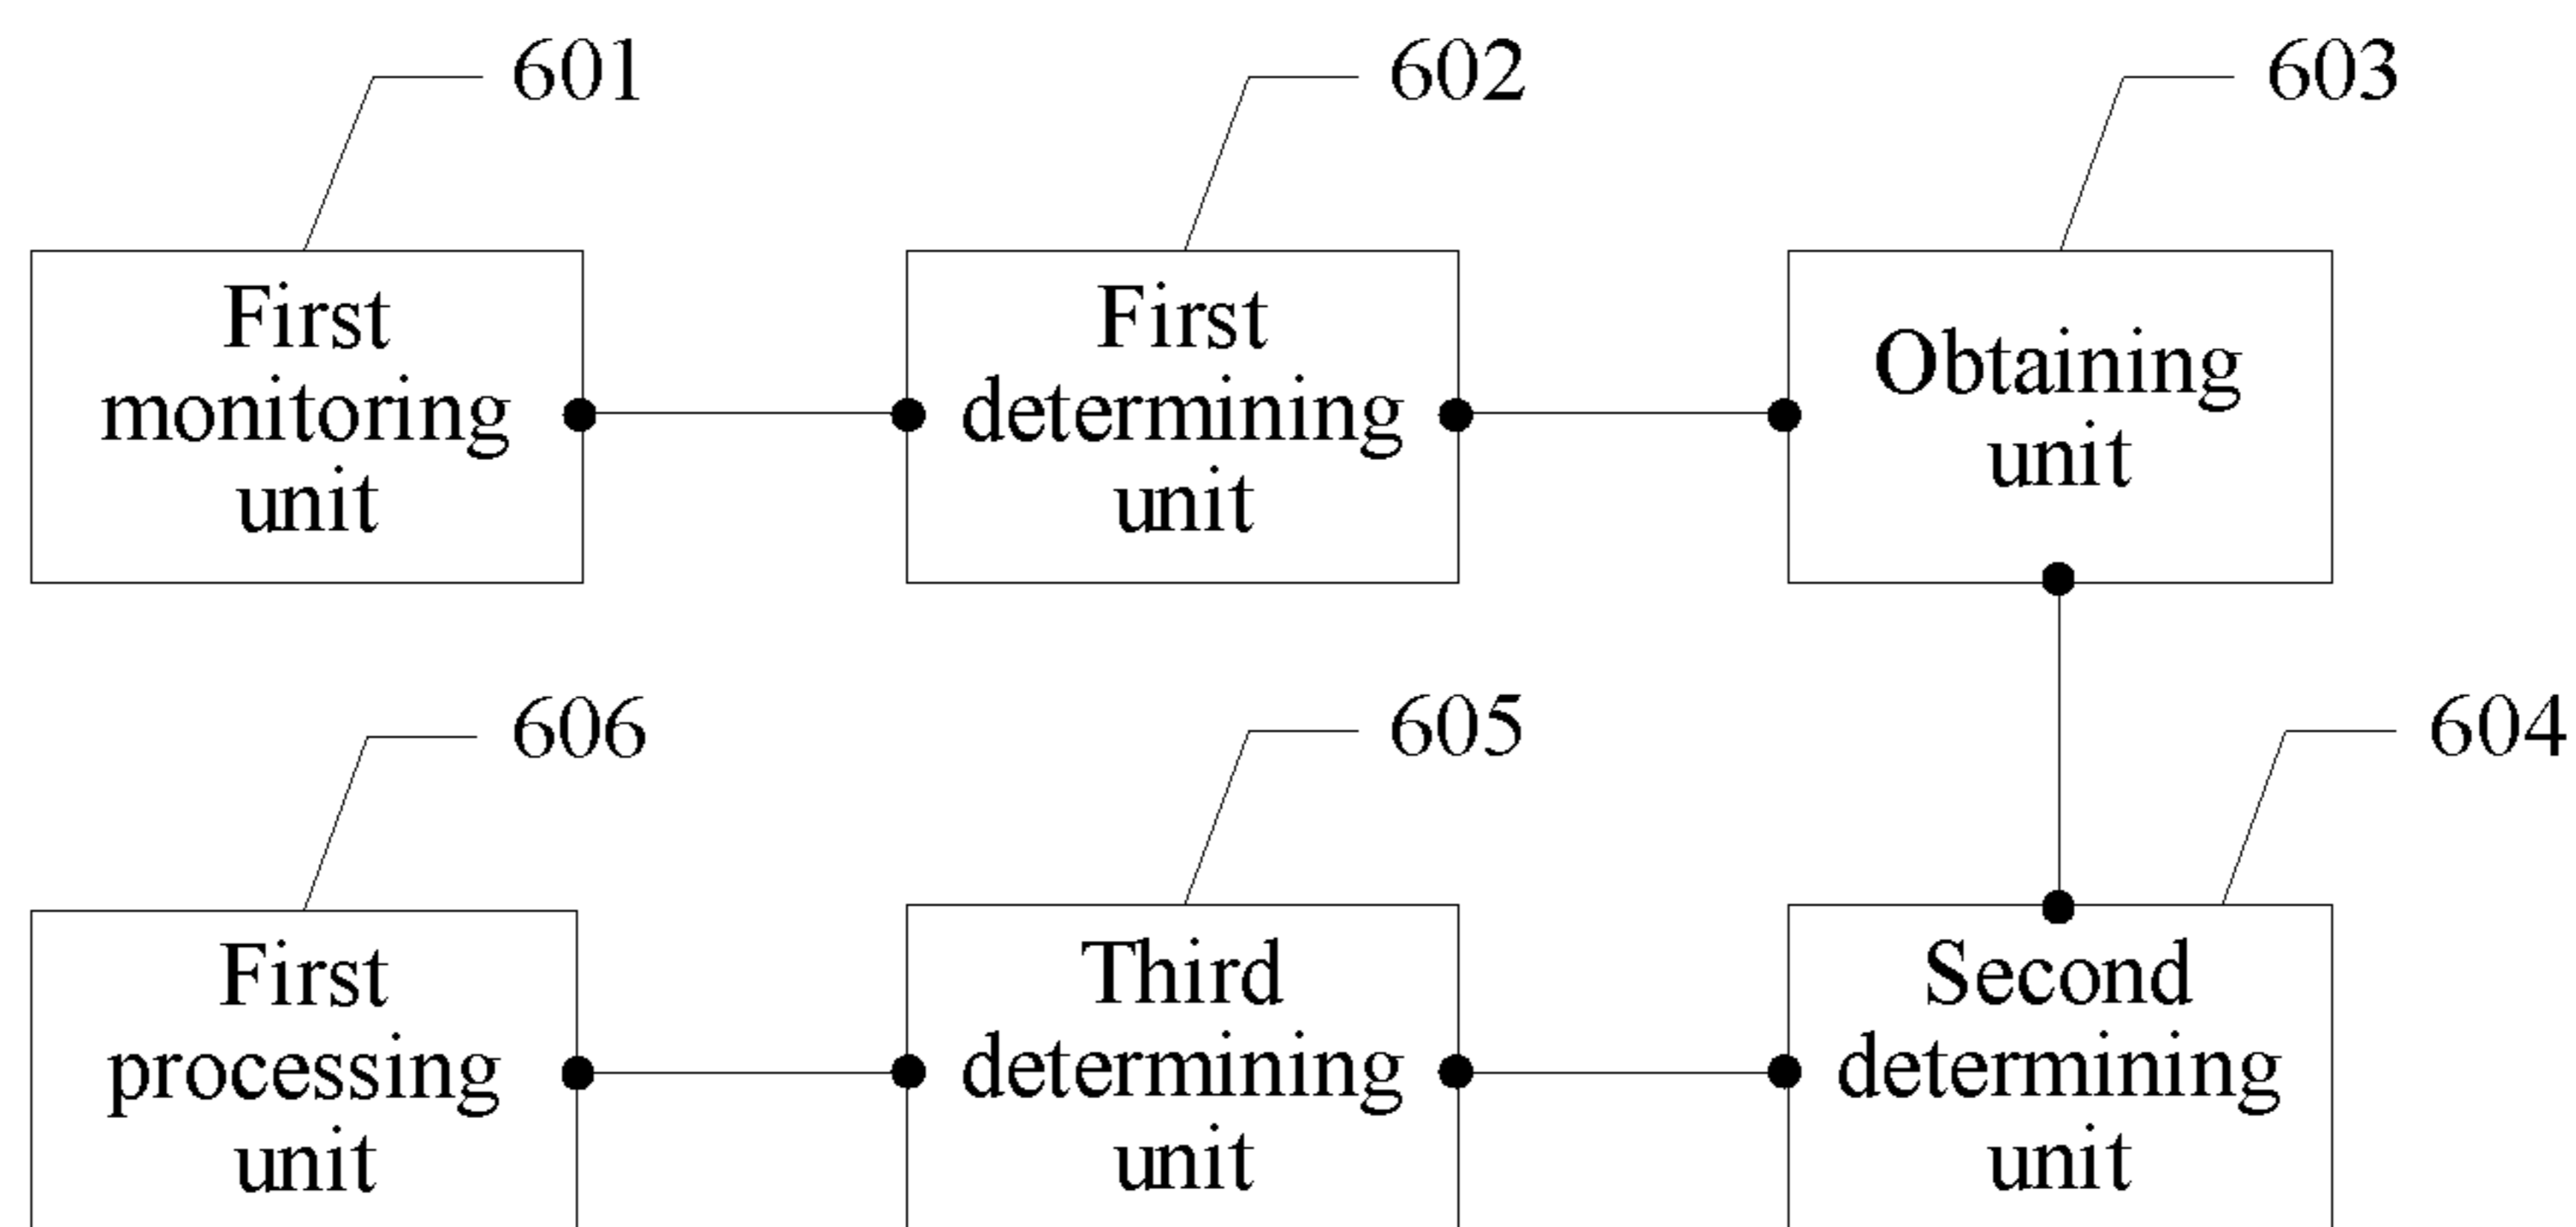 601
602
603
First
monitoring
unit
First
determining
unit
Obtaining
unit
606
605
604
First
processing
unit
Third
determining
unit
Second
determining
unit